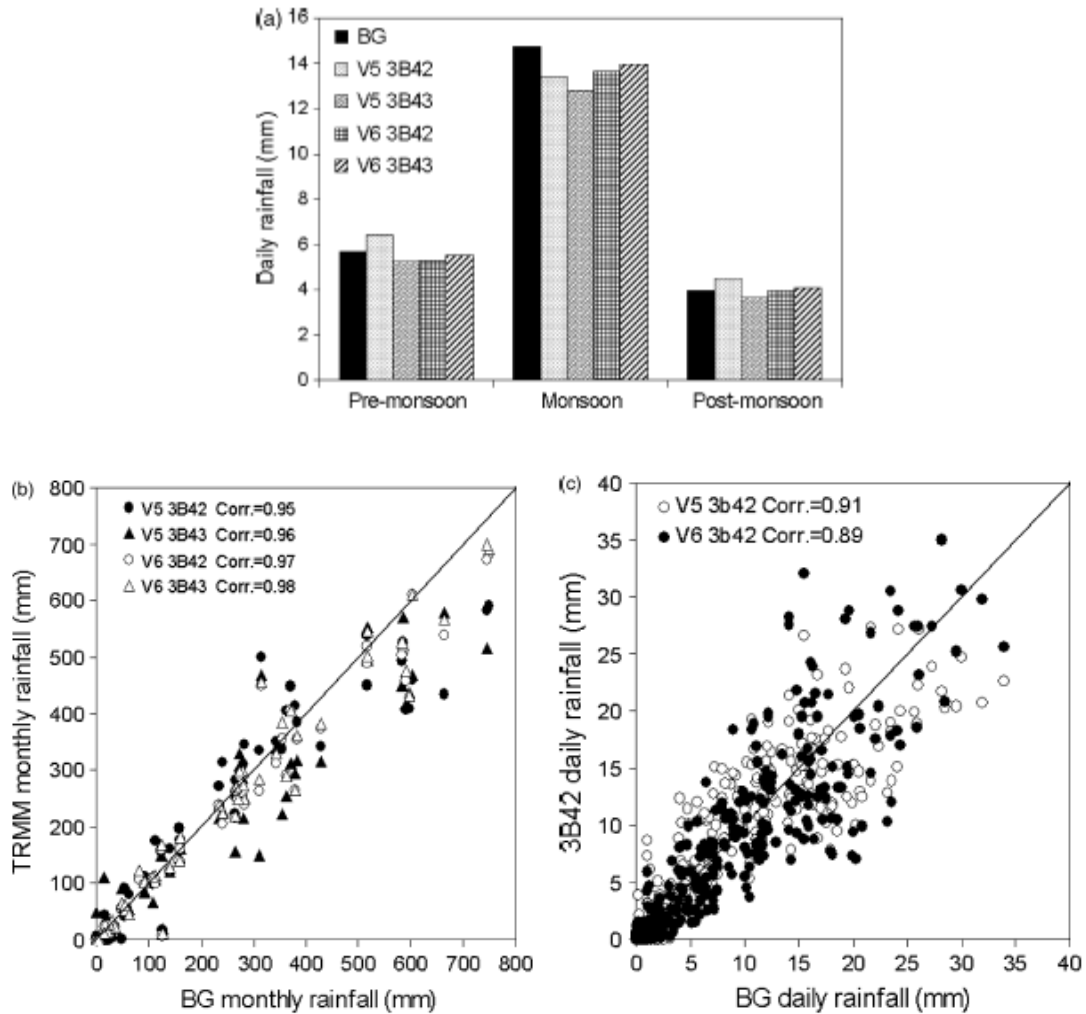 (a)
16
14
12
10
8
6
4
2
0
Daily rainfall (mm)
BG
V5 3B42
V5 3B43
V6 3B42
V6 3B43
Pre-monsoon Monsoon Post-monsoon
(b)
800
700
600
500
400
300
200
100
0
TRMM monthly rainfall (mm)
V5 3B42 Corr.=0.95
V5 3B43 Corr.=0.96
V6 3B42 Corr.=0.97
V6 3B43 Corr.=0.98
0 100 200 300 400 500 600 700 800
BG monthly rainfall (mm)
(c)
40
35
30
25
20
15
10
5
0
3B42 daily rainfall (mm)
V5 3b42 Corr.=0.91
V6 3b42 Corr.=0.89
0 5 10 15 20 25 30 35 40
BG daily rainfall (mm)